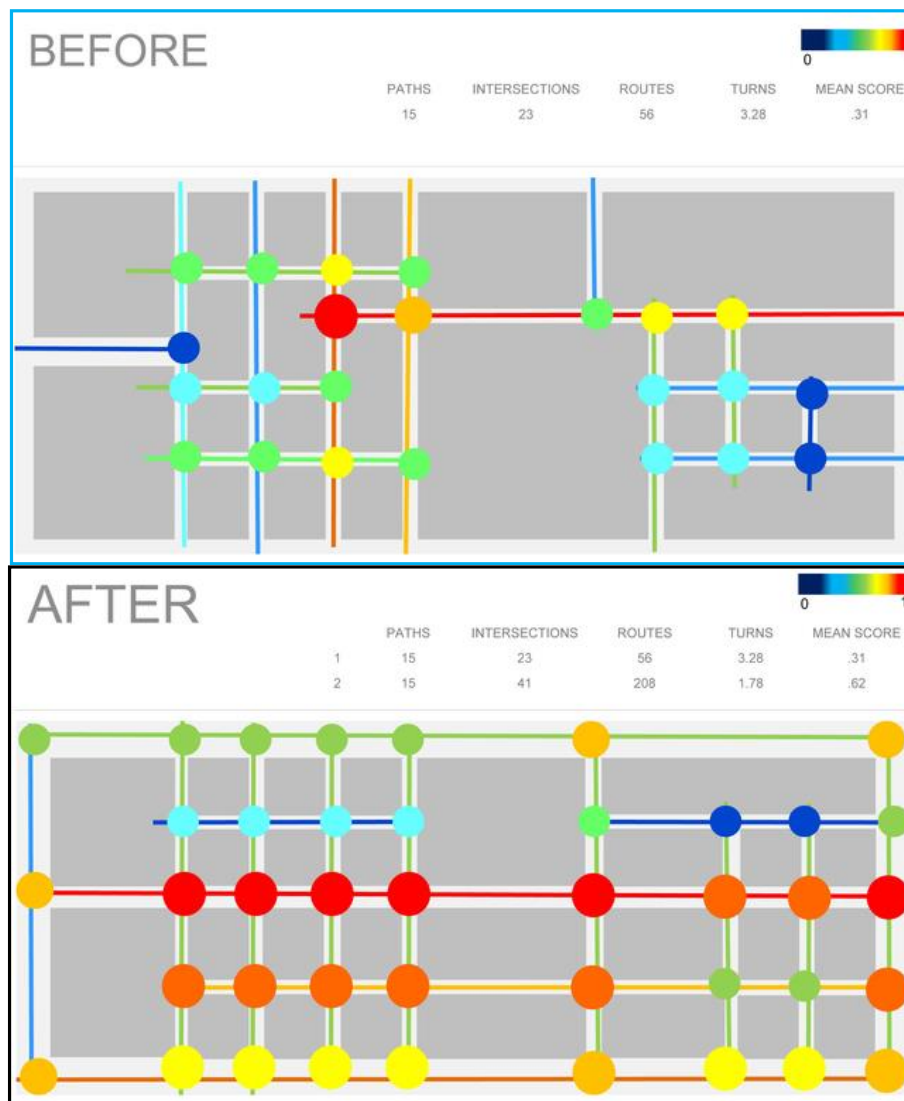 BEFORE
0
PATHS INTERSECTIONS ROUTES TURNS MEAN SCORE
15 23 56 3.28 .31
AFTER
0 1
PATHS INTERSECTIONS ROUTES TURNS MEAN SCORE
1 15 23 56 3.28 .31
2 15 41 208 1.78 .62